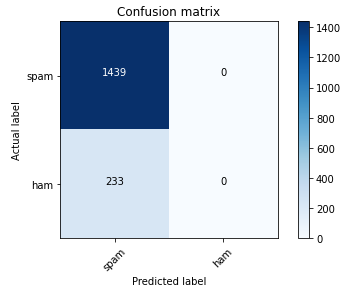 Confusion matrix
Actual label
spam
1439 0
ham
233 0
spam ham
Predicted label
1400
1200
1000
800
600
400
200
0